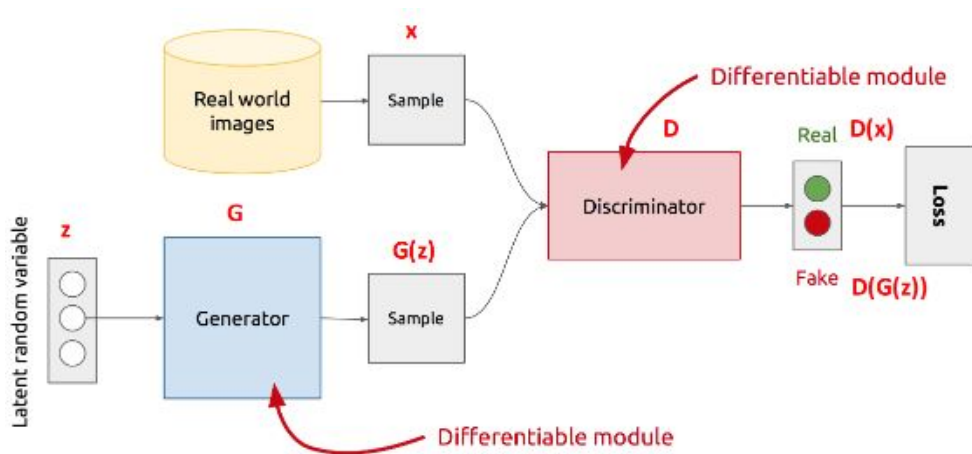 x
Real world
images
Sample
Differentiable module
D
Real
D(x)
Discriminator
Loss
Fake
D(G(z))
Latent random variable
z
G
Generator
G(z)
Sample
Differentiable module